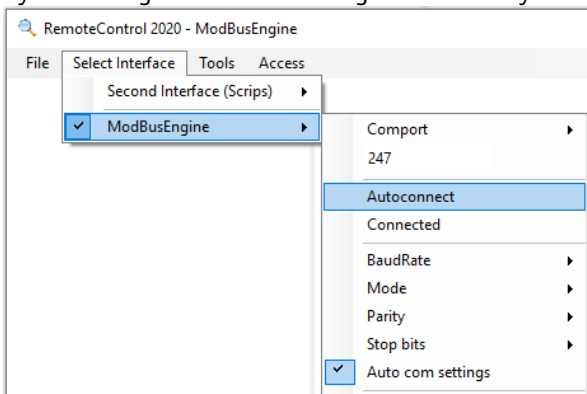 RemoteControl 2020 - ModBusEngine
File Select Interface Tools Access
Second Interface (Scrips)
ModBusEngine
Comport
247
Autoconnect
Connected
BaudRate
Mode
Parity
Stop bits
Auto com settings